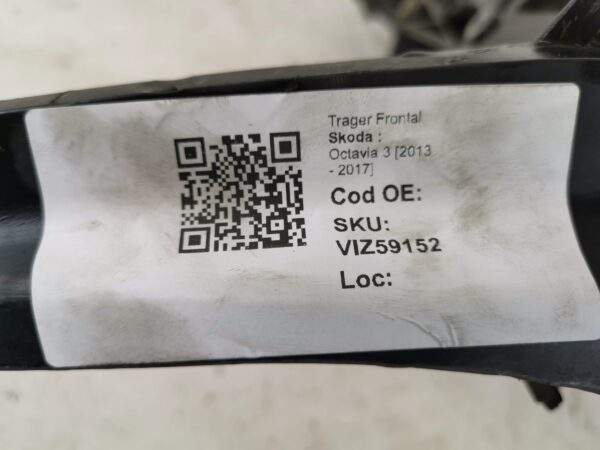 Trager Frontal
Skoda :
Octavia 3 [2013
- 2017]
Cod OE:
SKU:
VIZ59152
Loc: